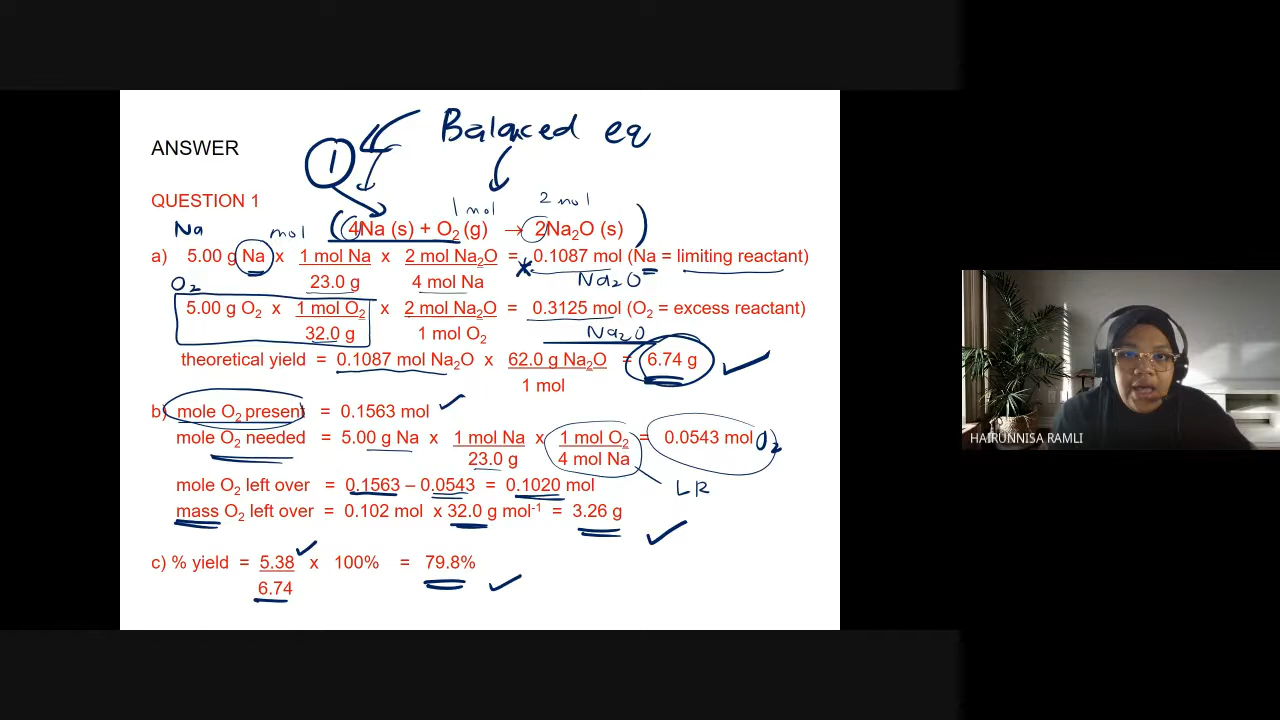 Balanced eq
ANSWER
1
QUESTION 1
1 mol 2 mol
Na mol
(4Na (s) + O₂ (g) → 2Na₂O (s))
a) 5.00 g Na x 1 mol Na x 2 mol Na₂O = 0.1087 mol (Na = limiting reactant)
23.0 g 4 mol Na
Na₂O
O₂
5.00 g O₂ x 1 mol O₂ x 2 mol Na₂O = 0.3125 mol (O₂ = excess reactant)
32.0 g 1 mol O₂
Na₂O
theoretical yield = 0.1087 mol Na₂O x 62.0 g Na₂O = 6.74 g
1 mol
b) mole O₂ present = 0.1563 mol
mole O₂ needed = 5.00 g Na x 1 mol Na x 1 mol O₂ = 0.0543 mol O₂
23.0 g 4 mol Na
LR
mole O₂ left over = 0.1563 – 0.0543 = 0.1020 mol
mass O₂ left over = 0.102 mol x 32.0 g mol⁻¹ = 3.26 g
c) % yield = 5.38 x 100% = 79.8%
6.74
HAIRUNNISA RAMLI